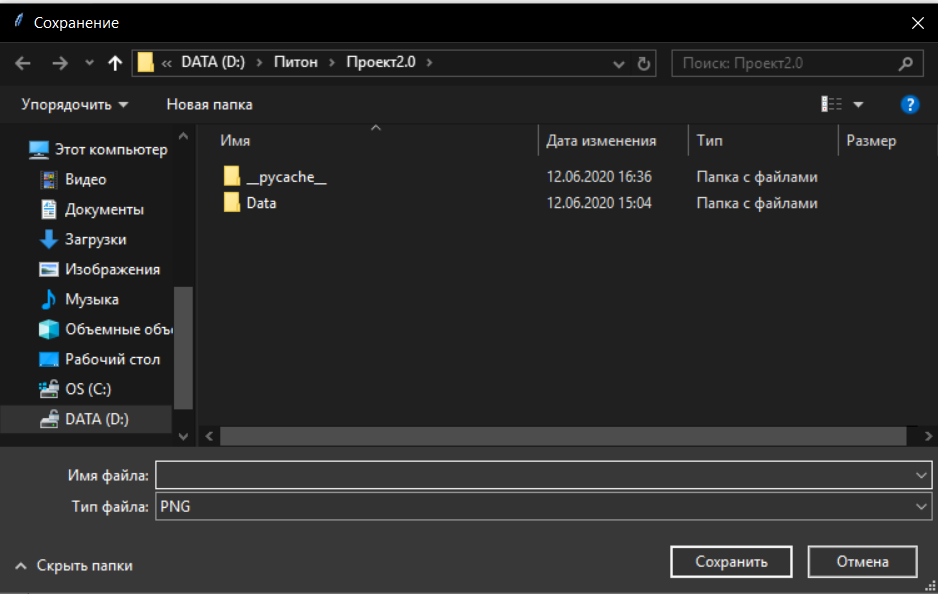 Сохранение
« DATA (D:) › Питон › Проект2.0 ›
Поиск: Проект2.0
Упорядочить
Новая папка
?
Этот компьютер
Видео
Документы
Загрузки
Изображения
Музыка
Объемные объ
Рабочий стол
OS (C:)
DATA (D:)
Имя Дата изменения Тип Размер
__pycache__ 12.06.2020 16:36 Папка с файлами
Data 12.06.2020 15:04 Папка с файлами
Имя файла:
Тип файла: PNG
Скрыть папки
Сохранить
Отмена